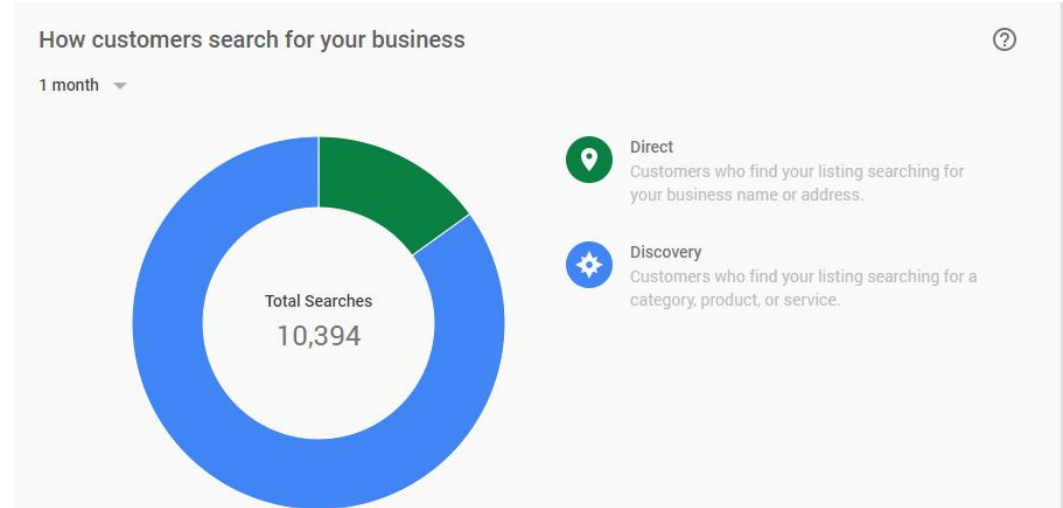 How customers search for your business
1 month
Total Searches
10,394
Direct
Customers who find your listing searching for
your business name or address.
Discovery
Customers who find your listing searching for a
category, product, or service.